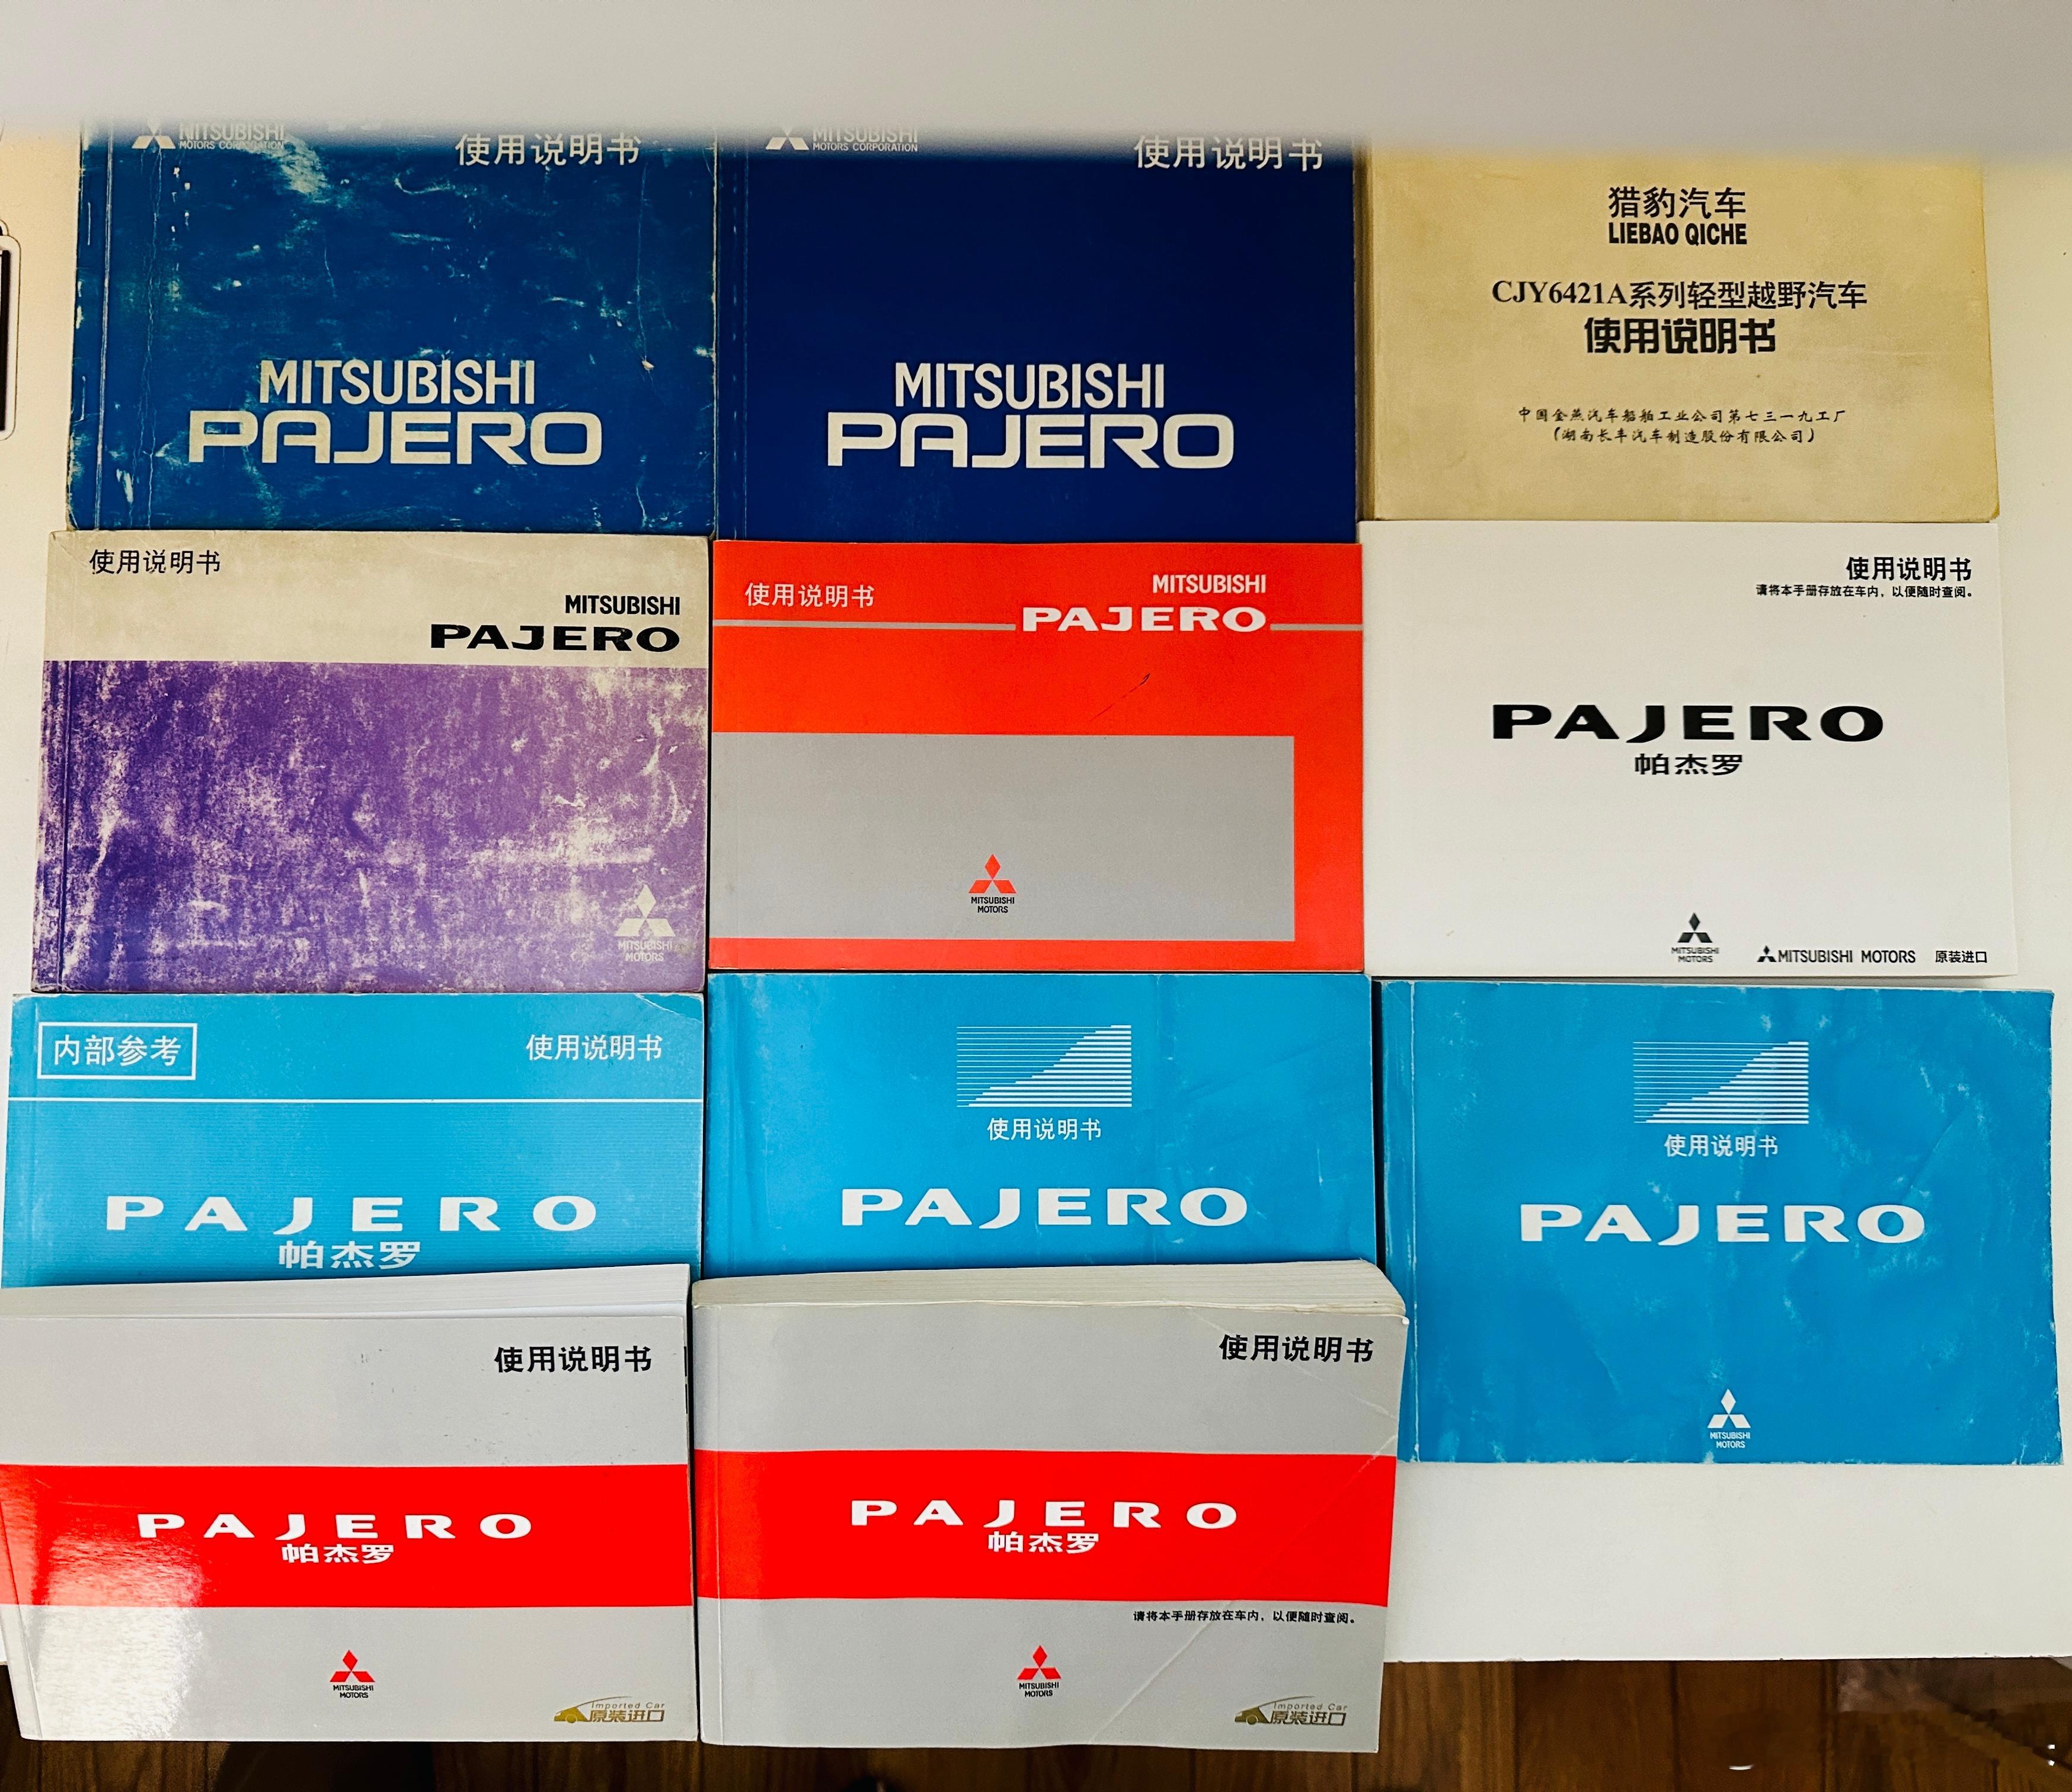 MITSUBISHI
MOTORS CORPORATION
使用说明书
MITSUBISHI
PAJERO
MITSUBISHI
MOTORS CORPORATION
使用说明书
MITSUBISHI
PAJERO
猎豹汽车
LIEBAO QICHE
CJY6421A系列轻型越野汽车
使用说明书
中国金燕汽车船舶工业公司第七三一九工厂
(湖南长丰汽车制造股份有限公司)
使用说明书
MITSUBISHI
PAJERO
MITSUBISHI
MOTORS
使用说明书
MITSUBISHI
PAJERO
MITSUBISHI
MOTORS
使用说明书
请将本手册存放在车内，以便随时查阅。
PAJERO
帕杰罗
MITSUBISHI
MOTORS
MITSUBISHI MOTORS 原装进口
内部参考
使用说明书
PAJERO
帕杰罗
使用说明书
PAJERO
使用说明书
PAJERO
MITSUBISHI
MOTORS
使用说明书
PAJERO
帕杰罗
MITSUBISHI
MOTORS
Imported Car
原装进口
使用说明书
PAJERO
帕杰罗
请将本手册存放在车内，以便随时查阅。
MITSUBISHI
MOTORS
Imported Car
原装进口